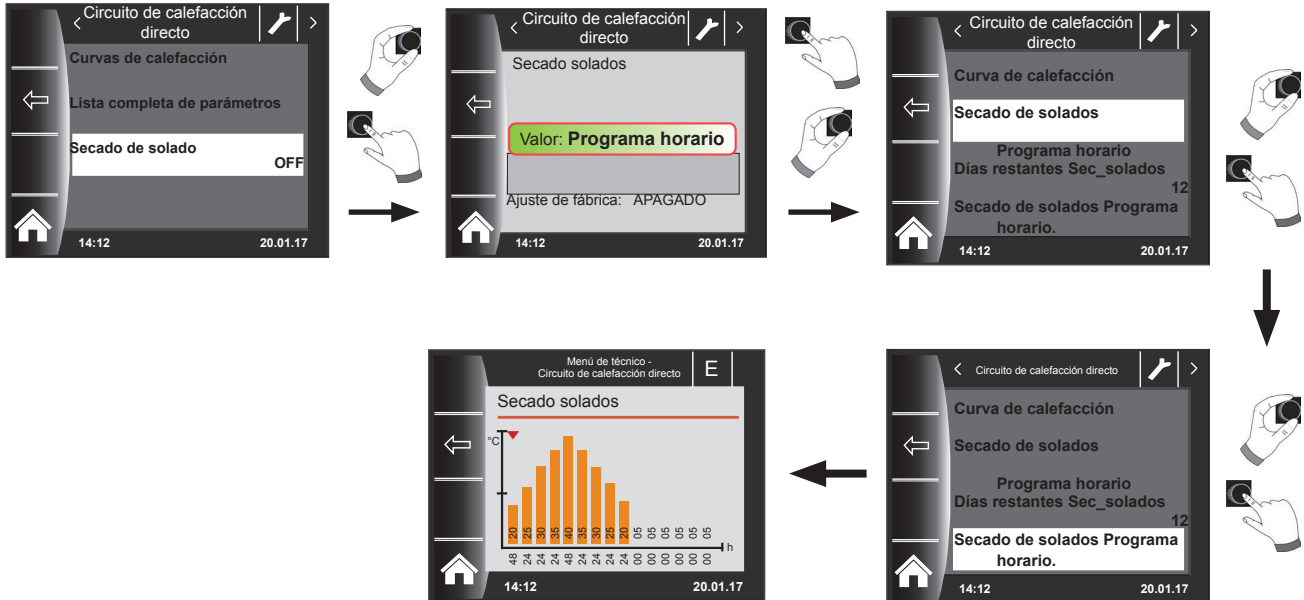 Circuito de calefacción
directo
Curvas de calefacción
Lista completa de parámetros
Secado de solado
OFF
14:12
20.01.17
Circuito de calefacción
directo
Secado solados
Valor: Programa horario
Ajuste de fábrica: APAGADO
14:12
20.01.17
Circuito de calefacción
directo
Curva de calefacción
Secado de solados
Programa horario
Días restantes Sec_solados
12
Secado de solados Programa
horario.
14:12
20.01.17
Menú de técnico -
Circuito de calefacción directo
E
Secado solados
°C
20 25 30 35 40 35 30 25 20 05 05 05 05 05
h
48 24 24 24 48 24 24 24 24 00 00 00 00 00
14:12
20.01.17
Circuito de calefacción directo
Curva de calefacción
Secado de solados
Programa horario
Días restantes Sec_solados
12
Secado de solados Programa
horario.
14:12
20.01.17